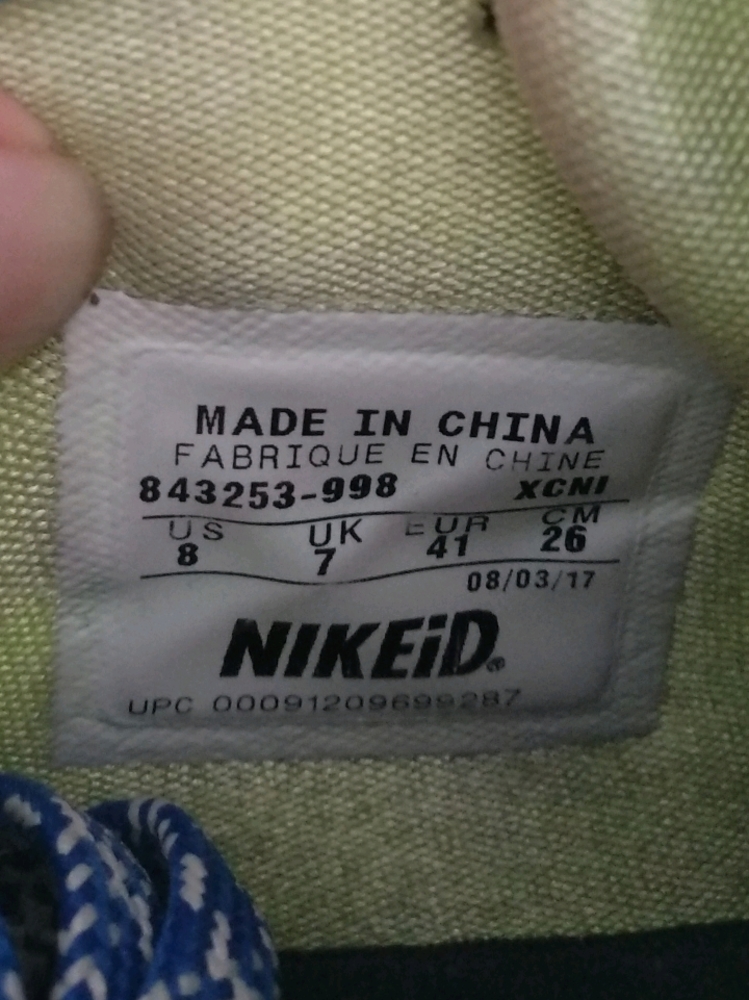 MADE IN CHINA
FABRIQUE EN CHINE
843253-998 XCNI
US UK EUR CM
8 7 41 26
08/03/17
NIKEiD®
UPC 00091209699287